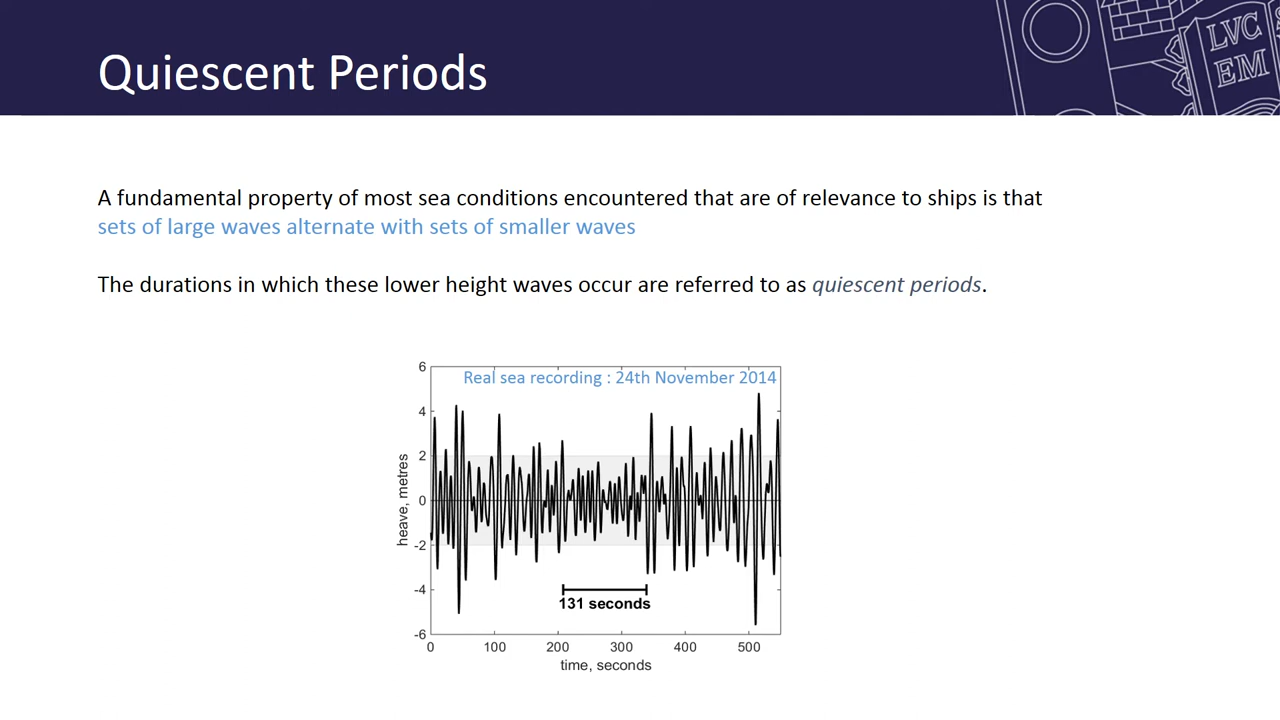 Quiescent Periods
LVC
EM
A fundamental property of most sea conditions encountered that are of relevance to ships is that
sets of large waves alternate with sets of smaller waves
The durations in which these lower height waves occur are referred to as quiescent periods.
Real sea recording : 24th November 2014
6
4
2
0
-2
-4
-6
heave, metres
131 seconds
0 100 200 300 400 500
time, seconds